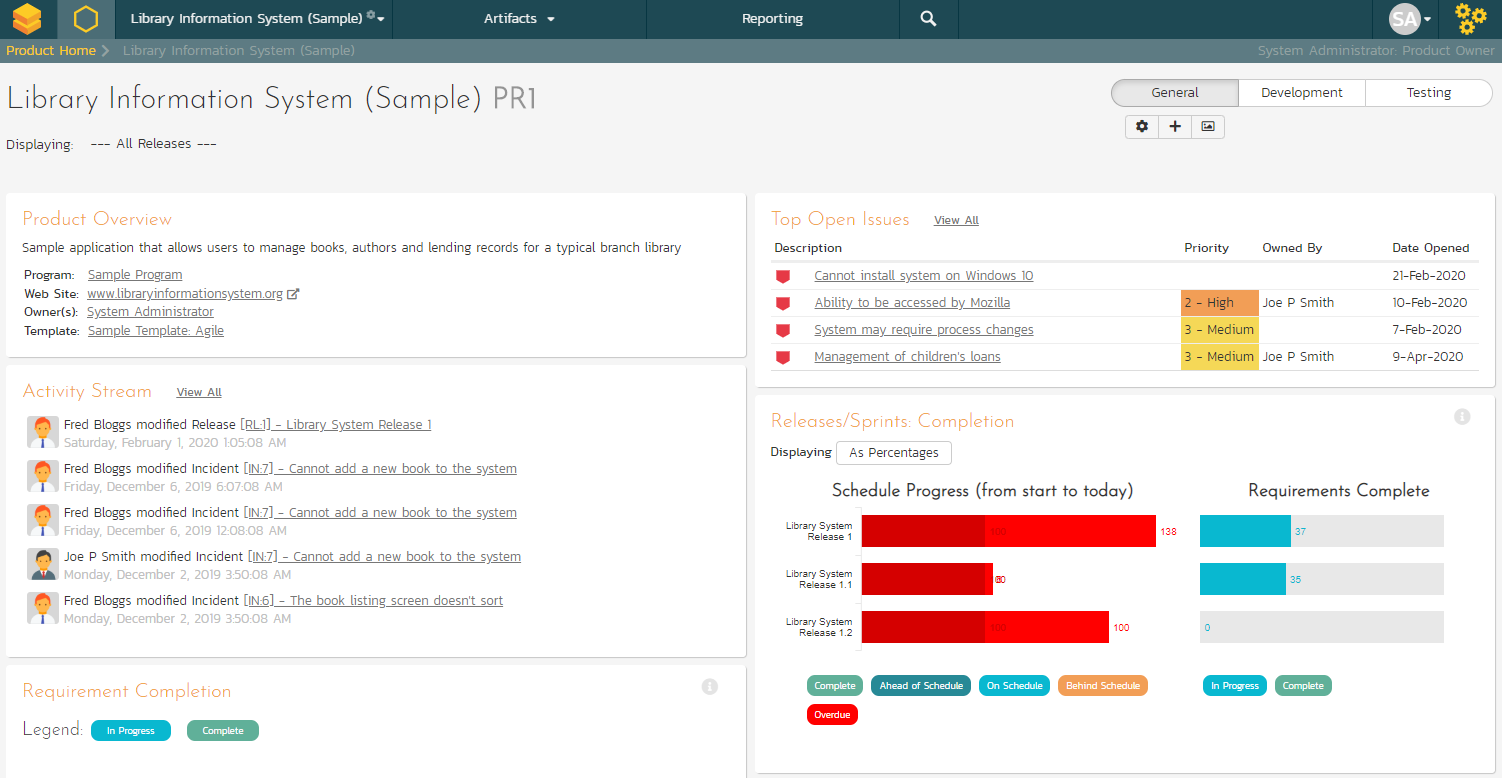 Library Information System (Sample)
Artifacts
Reporting
SA
Product Home
Library Information System (Sample)
System Administrator: Product Owner
Library Information System (Sample) PR1
General Development Testing
Displaying: --- All Releases ---
Product Overview
Sample application that allows users to manage books, authors and lending records for a typical branch library
Program: Sample Program
Web Site: www.libraryinformationsystem.org
Owner(s): System Administrator
Template: Sample Template: Agile
Activity Stream View All
Fred Bloggs modified Release [RL:1] - Library System Release 1
Saturday, February 1, 2020 1:05:08 AM
Fred Bloggs modified Incident [IN:7] - Cannot add a new book to the system
Friday, December 6, 2019 6:07:08 AM
Fred Bloggs modified Incident [IN:7] - Cannot add a new book to the system
Friday, December 6, 2019 12:08:08 AM
Joe P Smith modified Incident [IN:7] - Cannot add a new book to the system
Monday, December 2, 2019 3:50:08 AM
Fred Bloggs modified Incident [IN:6] - The book listing screen doesn't sort
Monday, December 2, 2019 3:50:08 AM
Requirement Completion
Legend: In Progress Complete
Top Open Issues View All
Description Priority Owned By Date Opened
Cannot install system on Windows 10 21-Feb-2020
Ability to be accessed by Mozilla 2 - High Joe P Smith 10-Feb-2020
System may require process changes 3 - Medium 7-Feb-2020
Management of children's loans 3 - Medium Joe P Smith 9-Apr-2020
Releases/Sprints: Completion
Displaying As Percentages
Schedule Progress (from start to today)
Library System
Release 1
100 138
Library System
Release 1.1
Library System
Release 1.2
100 100
Complete Ahead of Schedule On Schedule Behind Schedule
Overdue
Requirements Complete
37
35
0
In Progress Complete